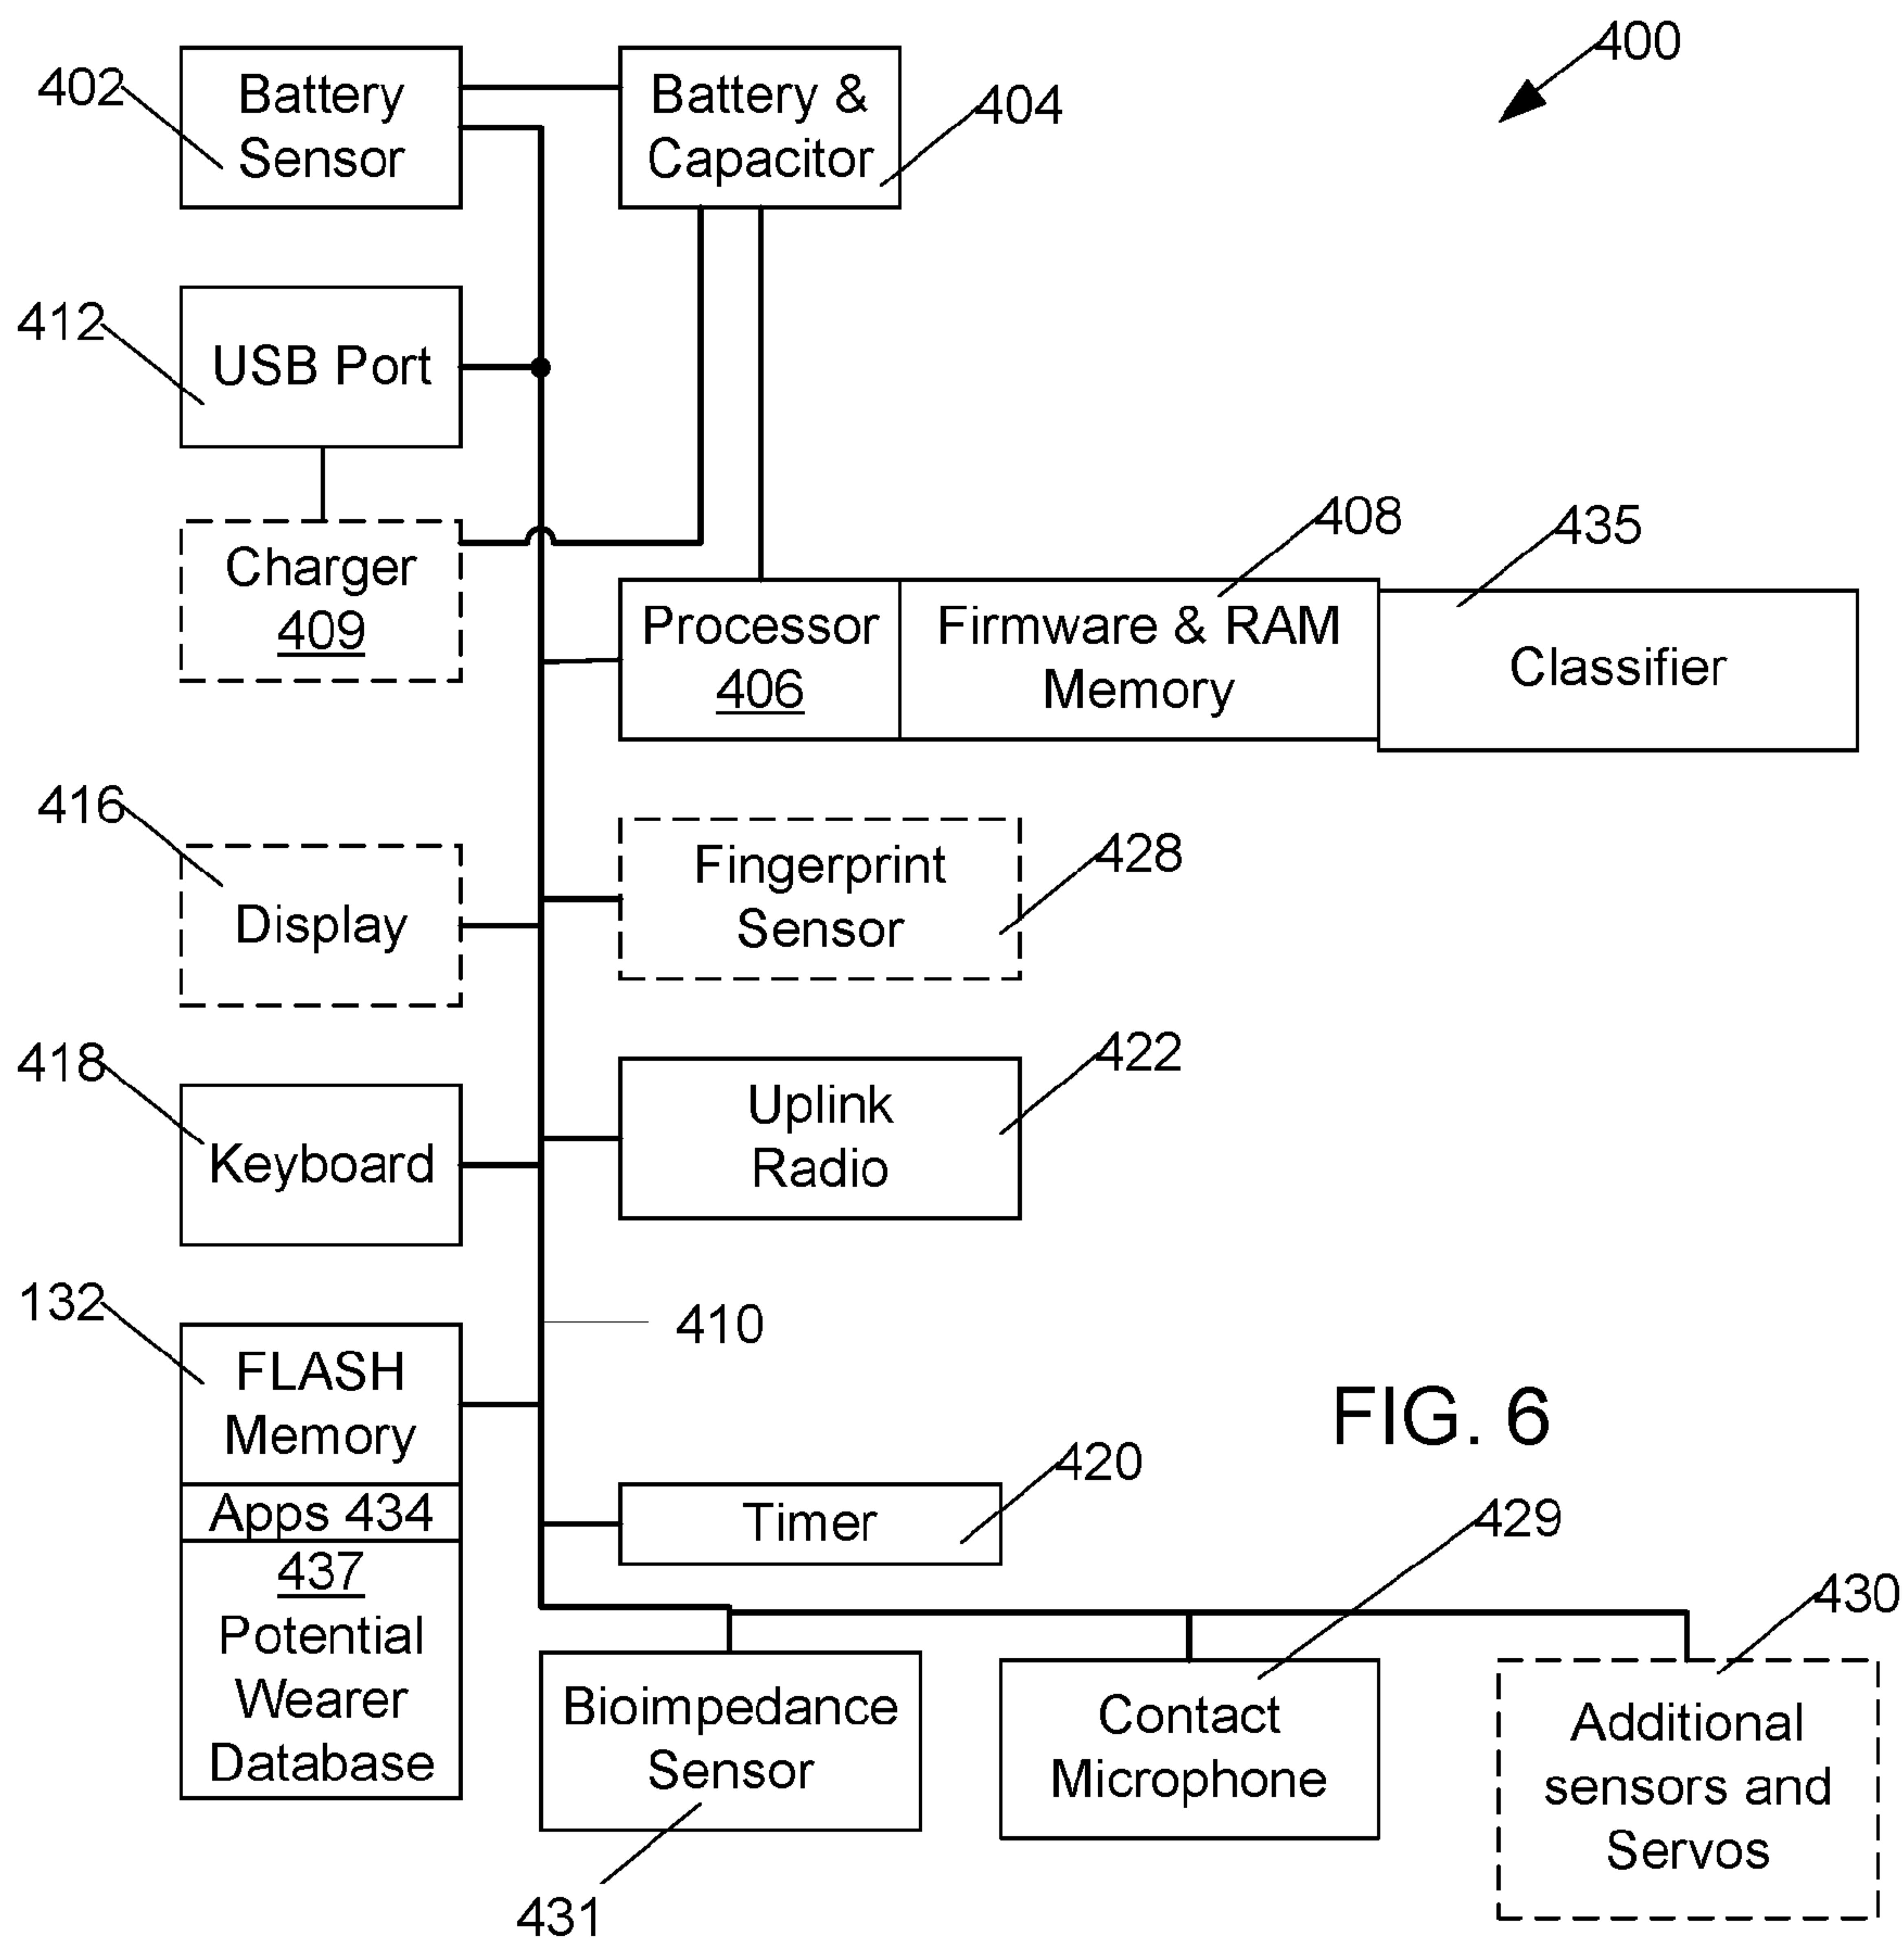 400
402
Battery
Sensor
Battery &
Capacitor
404
412
USB Port
Charger
409
408
435
Processor
406
Firmware & RAM
Memory
Classifier
416
Display
Fingerprint
Sensor
428
418
Keyboard
Uplink
Radio
422
132
FLASH
Memory
410
FIG. 6
Apps 434
Timer
420
429
437
Potential
Wearer
Database
430
Bioimpedance
Sensor
431
Contact
Microphone
Additional
sensors and
Servos